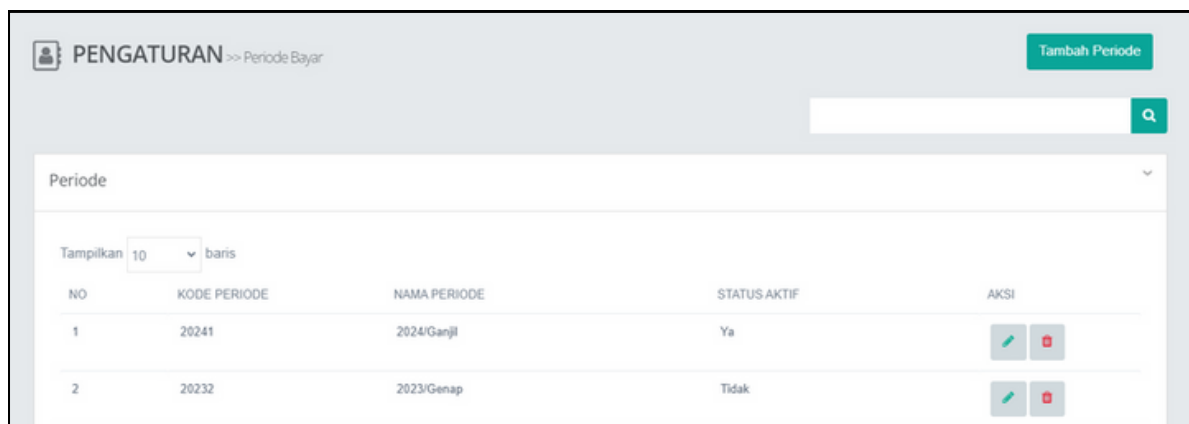 PENGATURAN >> Periode Bayar
Tambah Periode
Periode
Tampilkan 10 baris
NO KODE PERIODE NAMA PERIODE STATUS AKTIF AKSI
1 20241 2024/Ganjil Ya
2 20232 2023/Genap Tidak